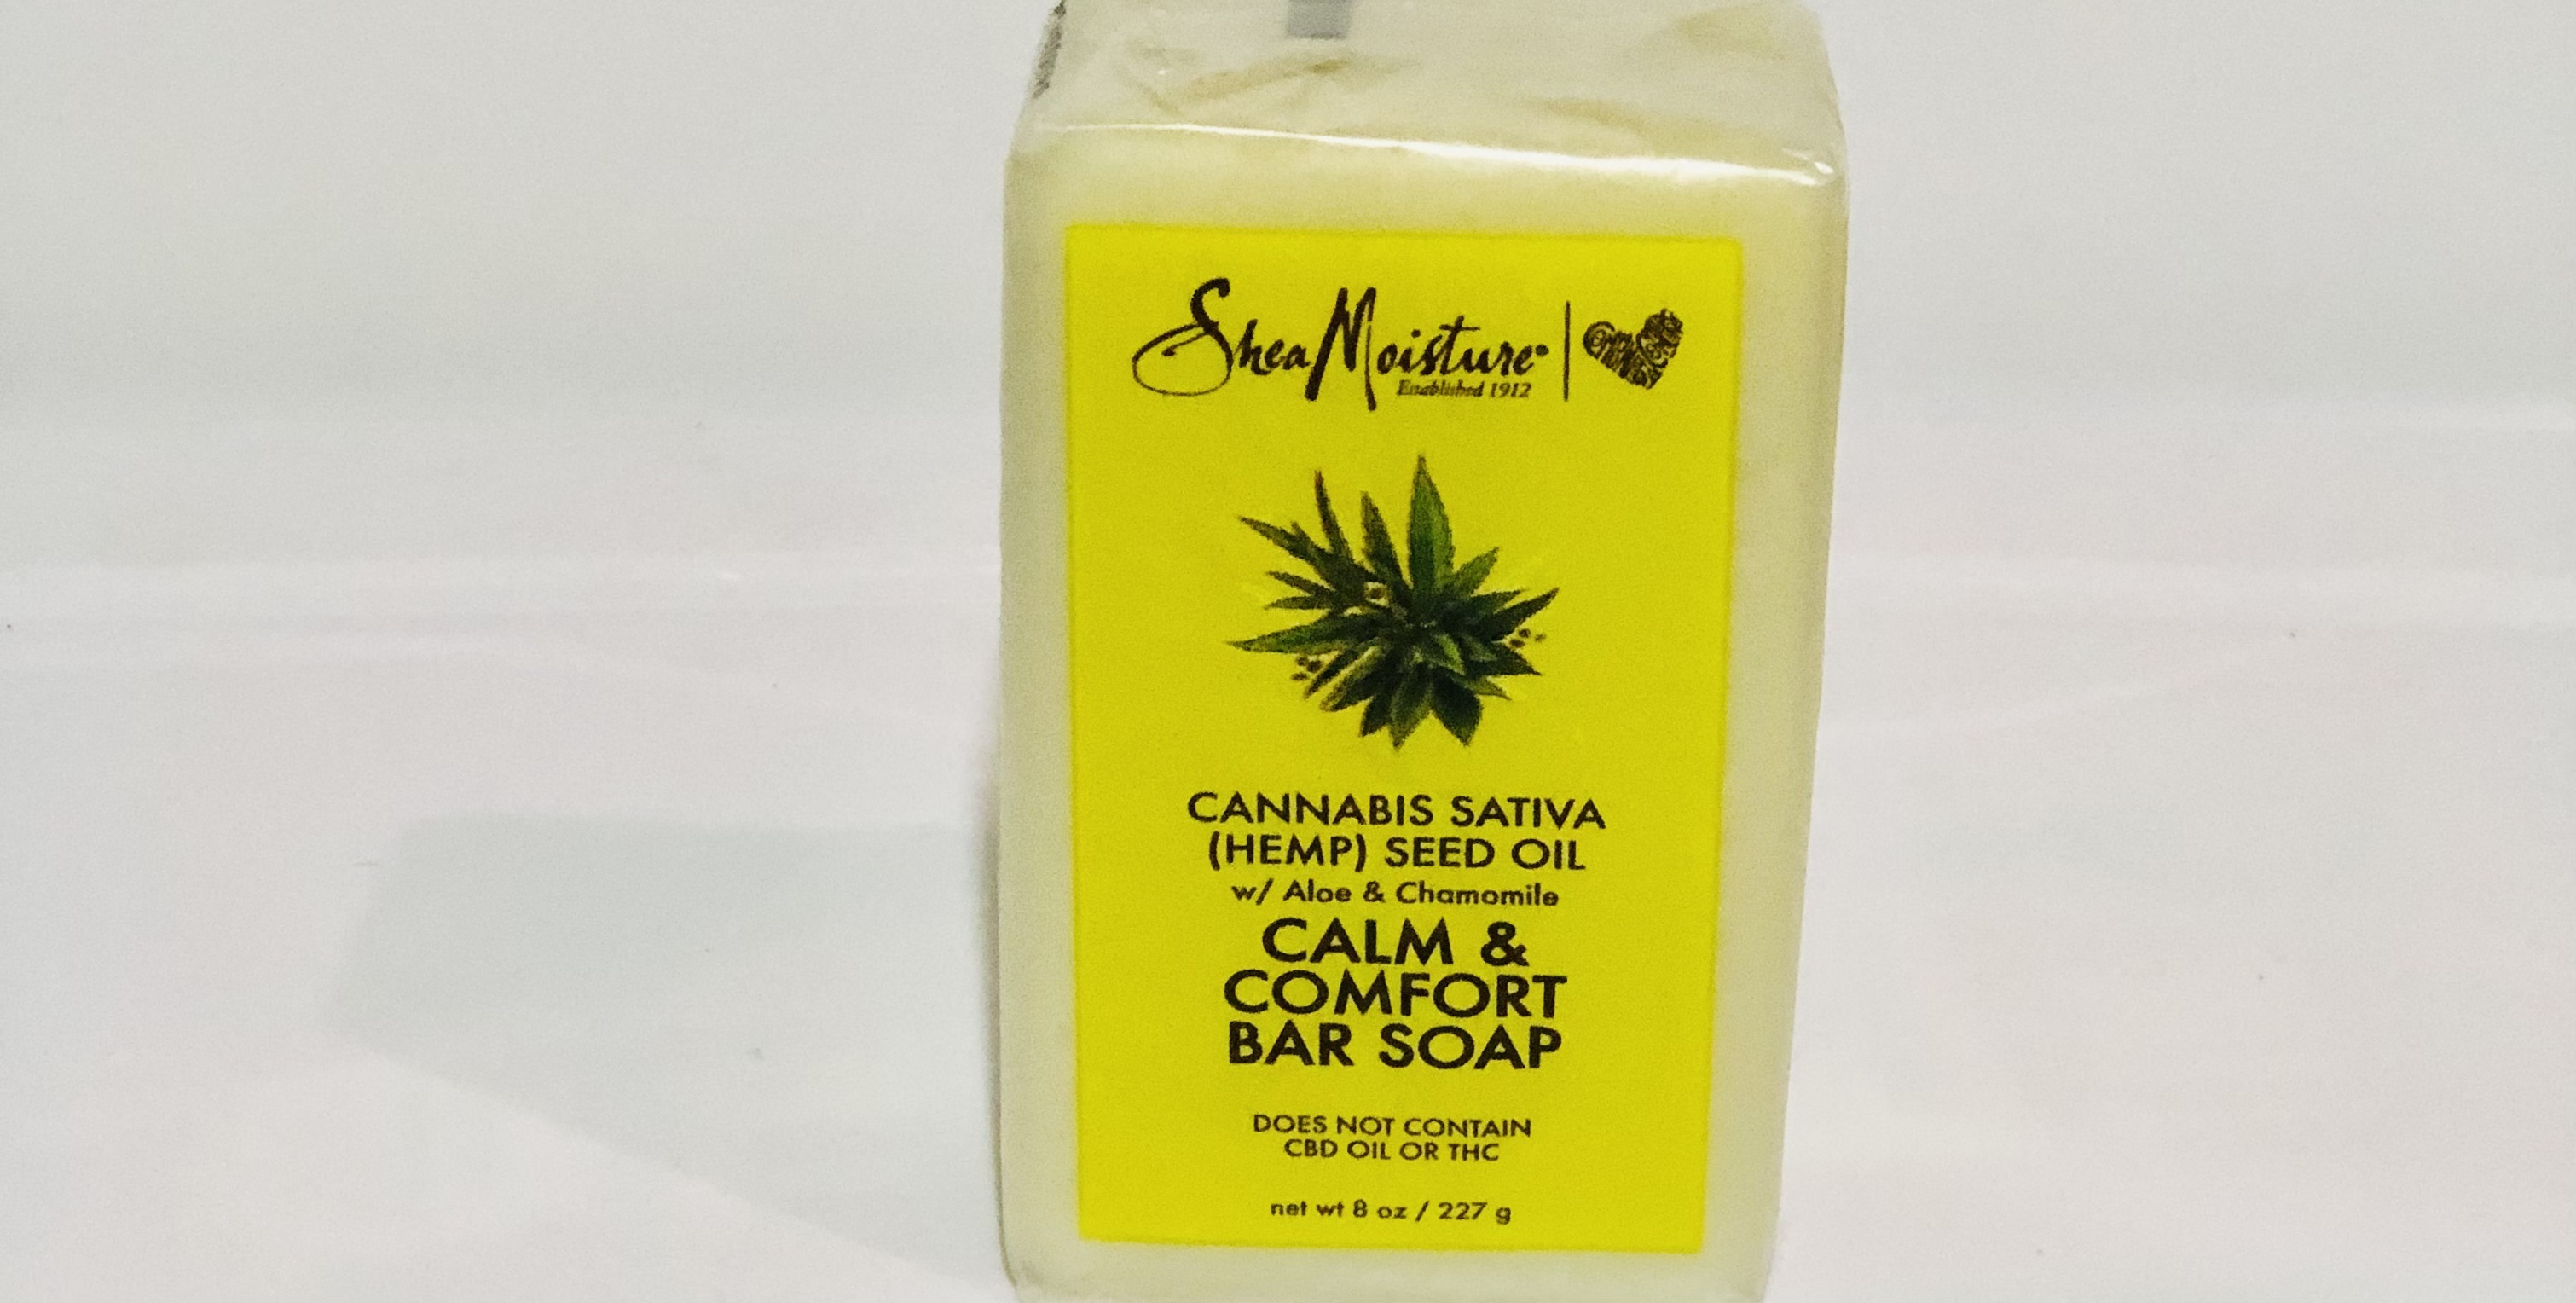 SheaMoisture
Established 1912
CANNABIS SATIVA
(HEMP) SEED OIL
w/ Aloe & Chamomile
CALM &
COMFORT
BAR SOAP
DOES NOT CONTAIN
CBD OIL OR THC
net wt 8 oz / 227 g